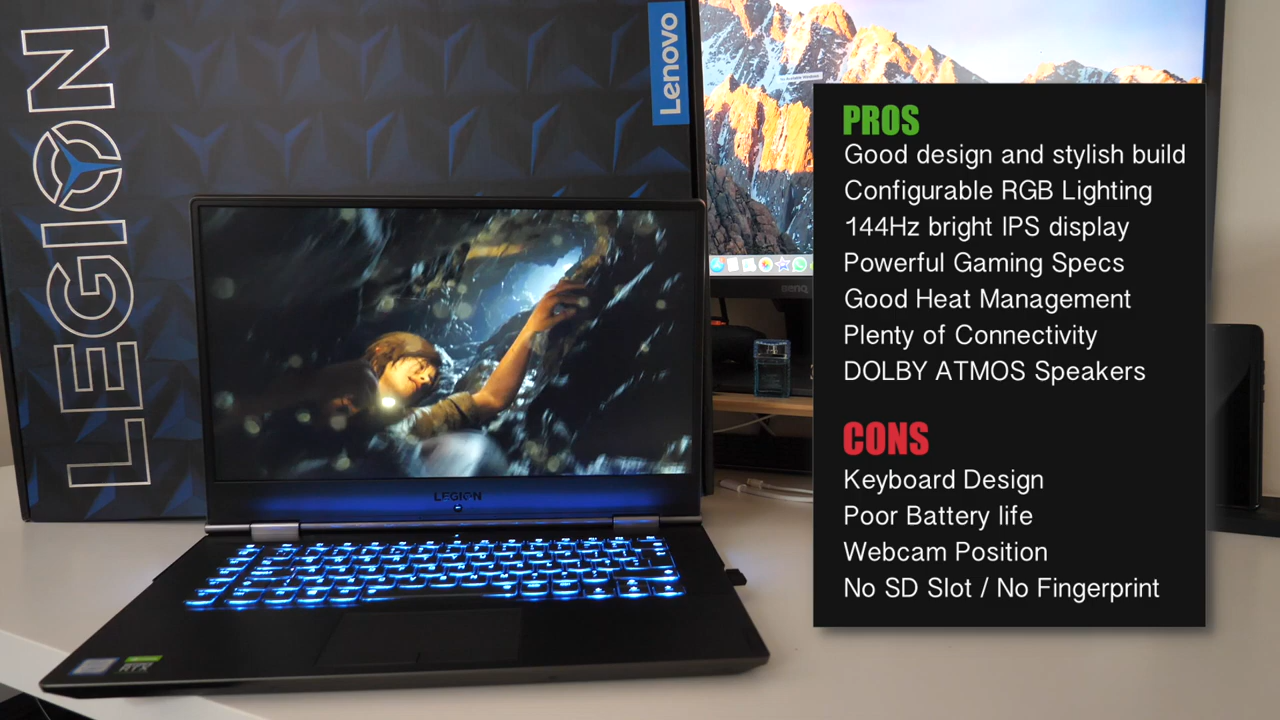 LEGION
Lenovo
BenQ
LEGION
RTX
PROS
Good design and stylish build
Configurable RGB Lighting
144Hz bright IPS display
Powerful Gaming Specs
Good Heat Management
Plenty of Connectivity
DOLBY ATMOS Speakers
CONS
Keyboard Design
Poor Battery life
Webcam Position
No SD Slot / No Fingerprint